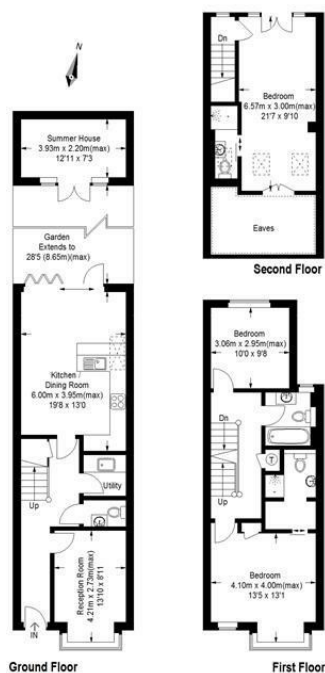 N
Summer House
3.93m x 2.20m(max)
12'11 x 7'3
Garden
Extends to
28'5 (8.65m)(max)
Kitchen /
Dining Room
6.00m x 3.95m(max)
19'8 x 13'0
Up
Utility
Reception Room
4.21m x 2.73m(max)
13'10 x 8'11
IN
Ground Floor
Dn
Bedroom
6.57m x 3.00m(max)
21'7 x 9'10
Eaves
Second Floor
Bedroom
3.06m x 2.95m(max)
10'0 x 9'8
Dn
T
Up
Bedroom
4.10m x 4.00m(max)
13'5 x 13'1
First Floor